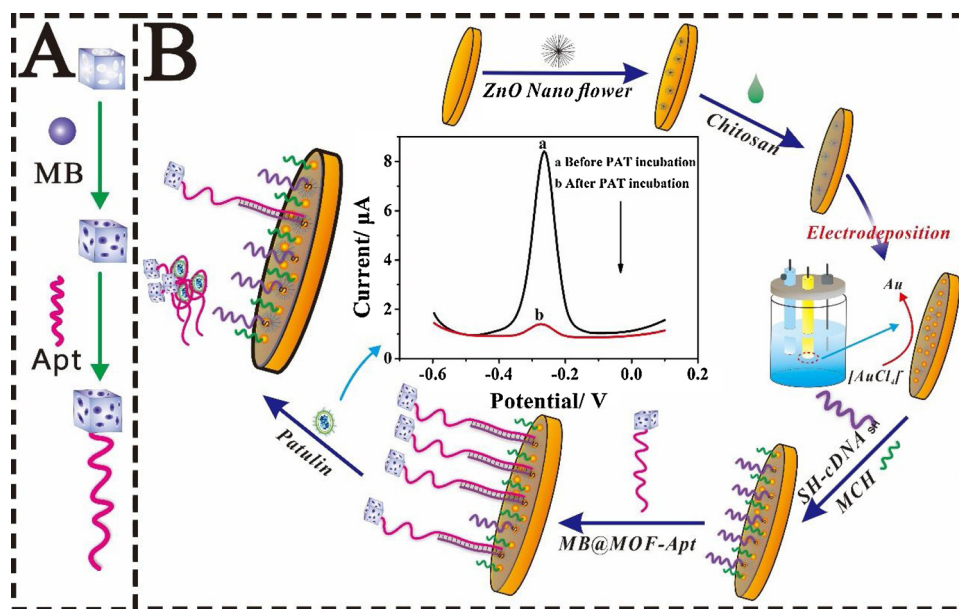 A
MB
Apt
B
ZnO Nano flower
Chitosan
Electrodeposition
Au
[AuCl₄]⁻
SH
SH-cDNA
MCH
MB@MOF-Apt
Patulin
a
a Before PAT incubation
b After PAT incubation
b
Current/ μA
8
6
4
2
0
-0.6
-0.4
-0.2
0.0
0.2
Potential/ V